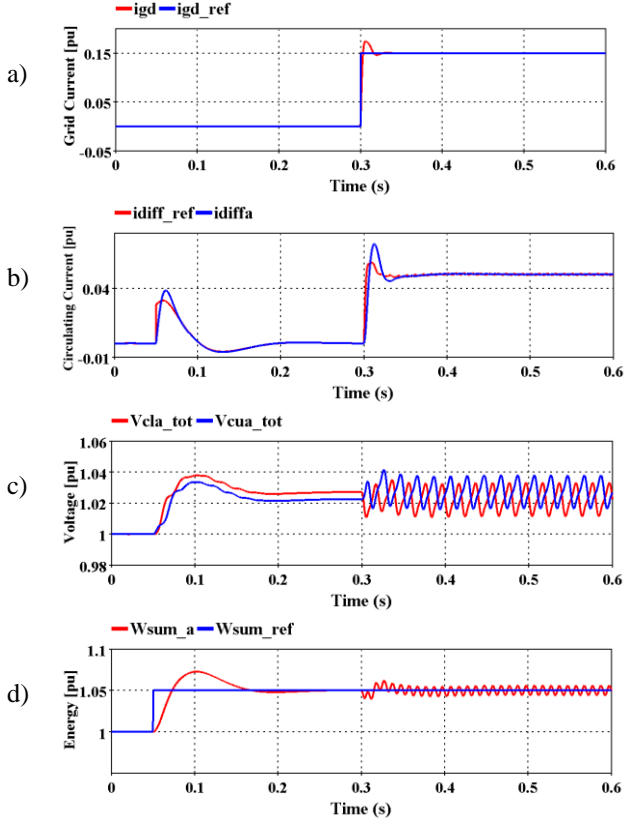 igd igd_ref
a)
Grid Current [pu]
0.15
0.05
-0.05
0 0.1 0.2 0.3 0.4 0.5 0.6
Time (s)
idiff_ref idiffa
b)
Circulating Current [pu]
0.04
-0.01
0 0.1 0.2 0.3 0.4 0.5 0.6
Time (s)
Vcla_tot Vcua_tot
c)
Voltage [pu]
1.06
1.04
1.02
1
0.98
0 0.1 0.2 0.3 0.4 0.5 0.6
Time (s)
Wsum_a Wsum_ref
d)
Energy [pu]
1.1
1.05
1
0 0.1 0.2 0.3 0.4 0.5 0.6
Time (s)